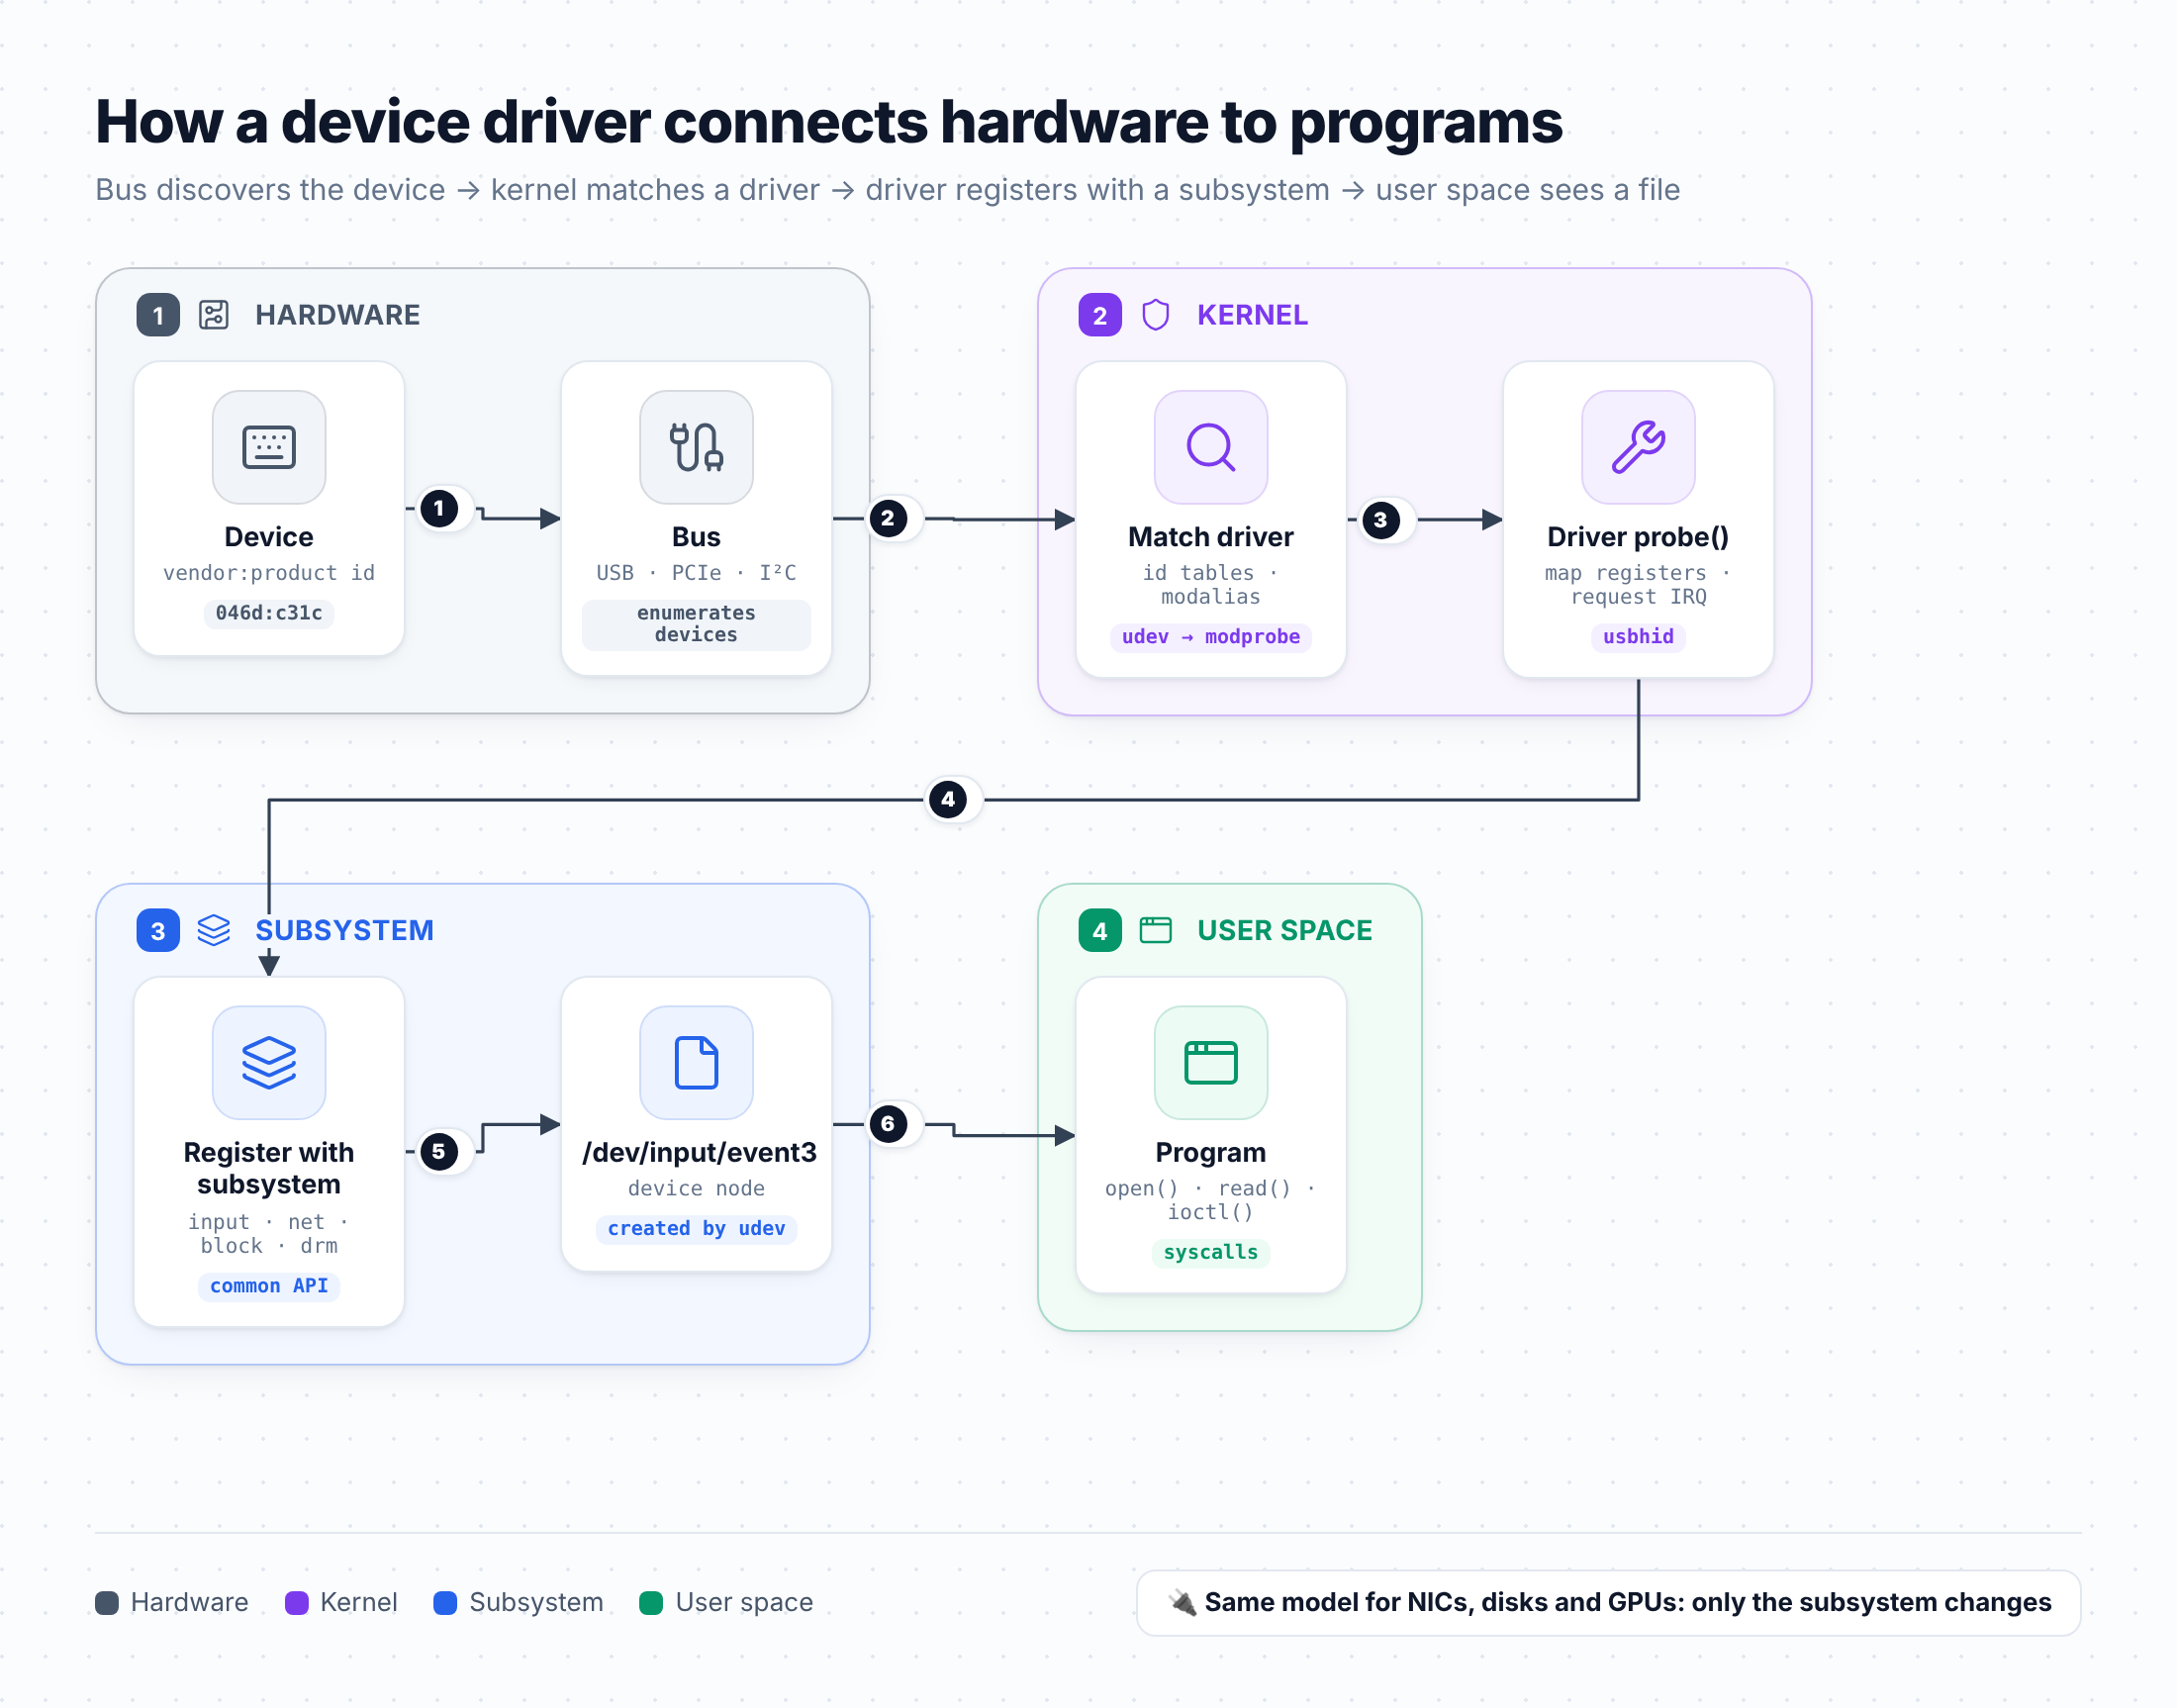 How a device driver connects hardware to programs
Bus discovers the device → kernel matches a driver → driver registers with a subsystem → user space sees a file
1 HARDWARE
Device
vendor:product id
046d:c31c
1
Bus
USB · PCIe · I²C
enumerates
devices
2
2 KERNEL
Match driver
id tables ·
modalias
udev → modprobe
3
Driver probe()
map registers ·
request IRQ
usbhid
4
3 SUBSYSTEM
Register with
subsystem
input · net ·
block · drm
common API
5
/dev/input/event3
device node
created by udev
6
4 USER SPACE
Program
open() · read() ·
ioctl()
syscalls
Hardware
Kernel
Subsystem
User space
🔌 Same model for NICs, disks and GPUs: only the subsystem changes